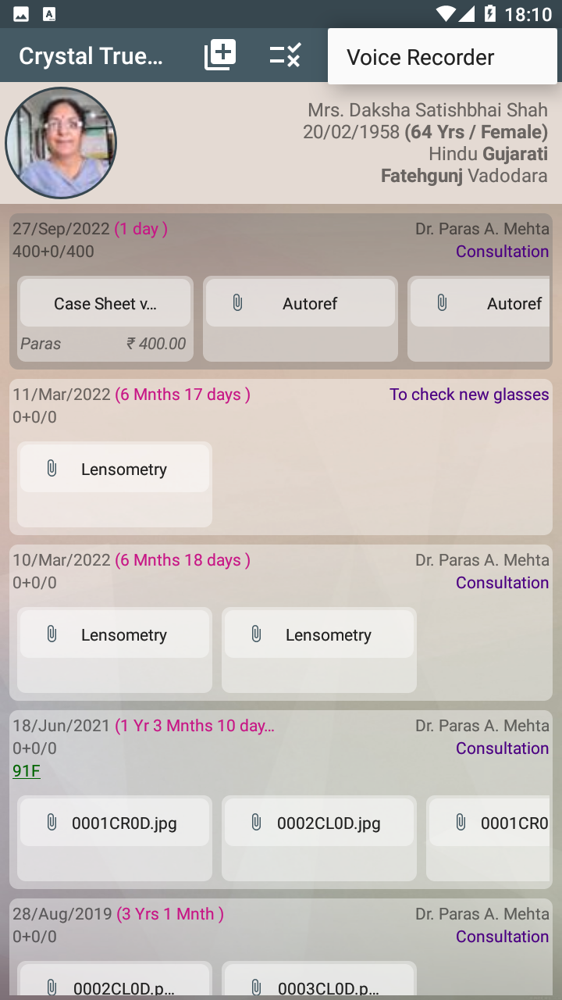 18:10
Crystal True…
Voice Recorder
Mrs. Daksha Satishbhai Shah
20/02/1958 (64 Yrs / Female)
Hindu Gujarati
Fatehgunj Vadodara
27/Sep/2022 (1 day ) Dr. Paras A. Mehta
400+0/400 Consultation
Case Sheet v… Autoref Autoref
Paras ₹ 400.00
11/Mar/2022 (6 Mnths 17 days ) To check new glasses
0+0/0
Lensometry
10/Mar/2022 (6 Mnths 18 days ) Dr. Paras A. Mehta
0+0/0 Consultation
Lensometry Lensometry
18/Jun/2021 (1 Yr 3 Mnths 10 day… Dr. Paras A. Mehta
0+0/0 Consultation
91F
0001CR0D.jpg 0002CL0D.jpg 0001CR0
28/Aug/2019 (3 Yrs 1 Mnth ) Dr. Paras A. Mehta
0+0/0 Consultation
0002CL0D.p… 0003CL0D.p…